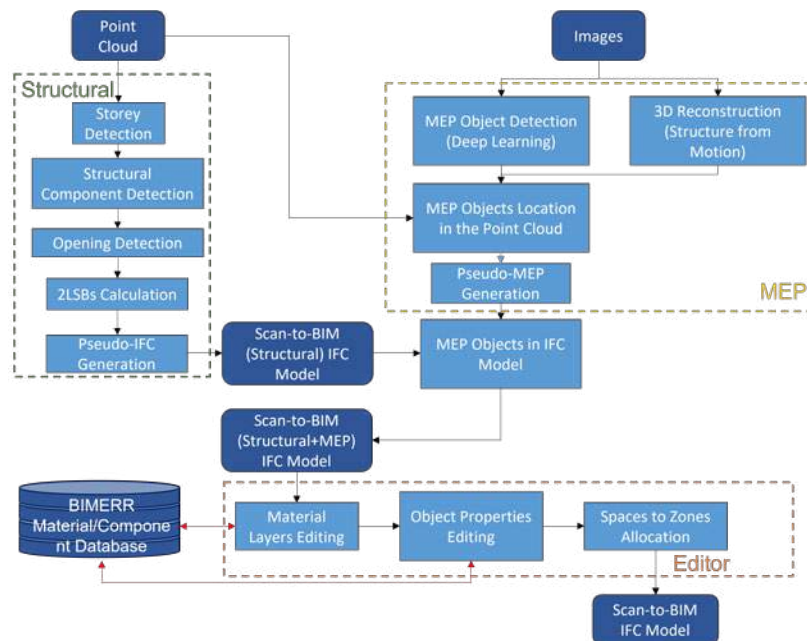 Point
Cloud
Images
Structural
Storey
Detection
Structural
Component Detection
Opening Detection
2LSBs Calculation
Pseudo-IFC
Generation
MEP Object Detection
(Deep Learning)
3D Reconstruction
(Structure from
Motion)
MEP Objects Location
in the Point Cloud
Pseudo-MEP
Generation
MEP
Scan-to-BIM
(Structural) IFC
Model
MEP Objects in IFC
Model
Scan-to-BIM
(Structural+MEP)
IFC Model
BIMERR
Material/Compone
nt Database
Material
Layers Editing
Object Properties
Editing
Spaces to Zones
Allocation
Editor
Scan-to-BIM
IFC Model